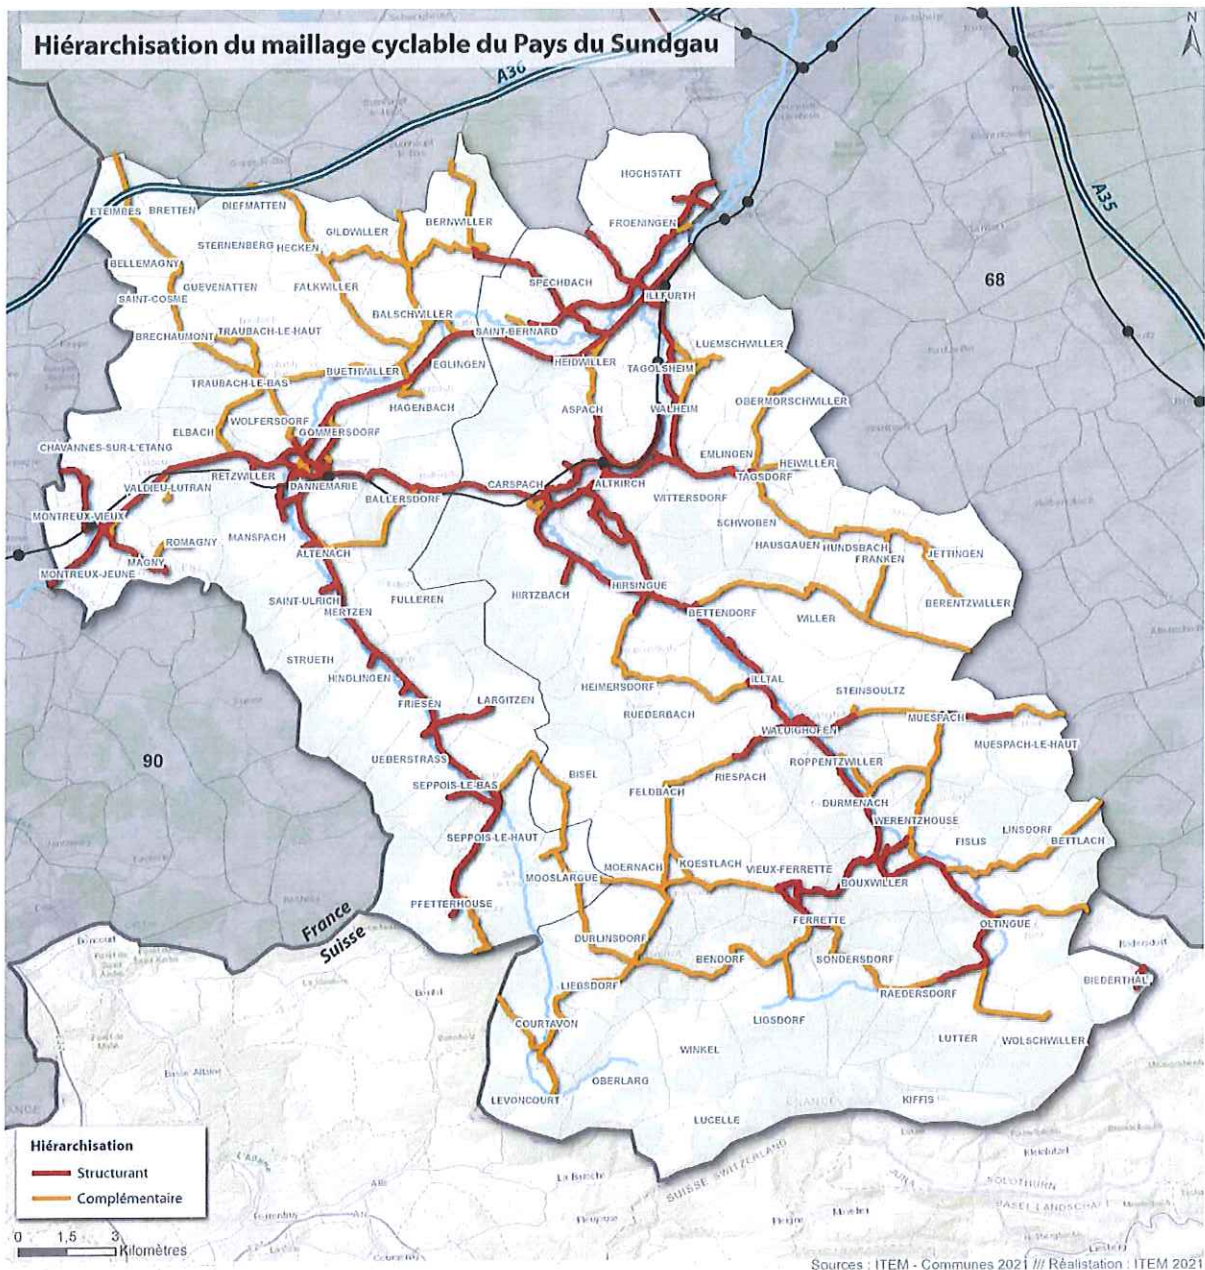 Hiérarchisation du maillage cyclable du Pays du Sundgau
N
A36
A35
HOCHSTATT
FROENINGEN
ETEIMBES
BRETTEN
DIEFMATTEN
BERNWILLER
GILDWILLER
STERNENBERG
HECKEN
BELLEMAGNY
GUEVENATTEN
FALKWILLER
SPECHBACH
68
SAINT-COSME
ILLFURTH
BALSCHWILLER
BRECHAUMONT
TRAUBACH-LE-HAUT
SAINT-BERNARD
LUEMSCHWILLER
EGLINGEN
HEIDWILLER
TAGOLSHEIM
BUETHWILLER
TRAUBACH-LE-BAS
HAGENBACH
ASPACH
WALHEIM
OBERMORSCHWILLER
WOLFERSDORF
ELBACH
GOMMERSDORF
CHAVANNES-SUR-L'ETANG
EMLINGEN
HEIWILLER
RETZWILLER
TAGSDORF
VALDIEU-LUTRAN
DANNEMARIE
CARSPACH
ALTKIRCH
BALLERSDORF
WITTERSDORF
MONTREUX-VIEUX
SCHWOBEN
MANSPACH
ROMAGNY
HAUSGAUEN
HUNDSBACH
JETTINGEN
ALTENACH
FRANKEN
MAGNY
MONTREUX-JEUNE
HIRSINGUE
SAINT-ULRICH
FULLEREN
HIRTZBACH
BERENTZWILLER
MERTZEN
BETTENDORF
WILLER
STRUETH
HINDLINGEN
HEIMERSDORF
ILLTAL
STEINSOULTZ
FRIESEN
LARGITZEN
RUEDERBACH
MUESPACH
WALDIGHOFEN
MUESPACH-LE-HAUT
90
UEBERSTRASS
ROPPENTZWILLER
BISEL
RIESPACH
SEPPOIS-LE-BAS
FELDBACH
DURMENACH
WERENTZHOUSE
LINSDORF
SEPPOIS-LE-HAUT
FISLIS
BETTLACH
MOERNACH
KOESTLACH
VIEUX-FERRETTE
MOOSLARGUE
BOUXWILLER
PFETTERHOUSE
France
Suisse
FERRETTE
OLTINGUE
DURLINSDORF
BENDORF
SONDERSDORF
BIEDERTHAL
LIEBSDORF
RAEDERSDORF
LIGSDORF
COURTAVON
LUTTER
WOLSCHWILLER
WINKEL
OBERLARG
LEVONCOURT
KIFFIS
LUCELLE
SUISSE SWITZERLAND
JURA
SOLOTHURN
BASEL LANDSCHAFT
Hiérarchisation
Structurant
Complémentaire
0 1,5 3
Kilomètres
Sources : ITEM - Communes 2021 /// Réalistation : ITEM 2021